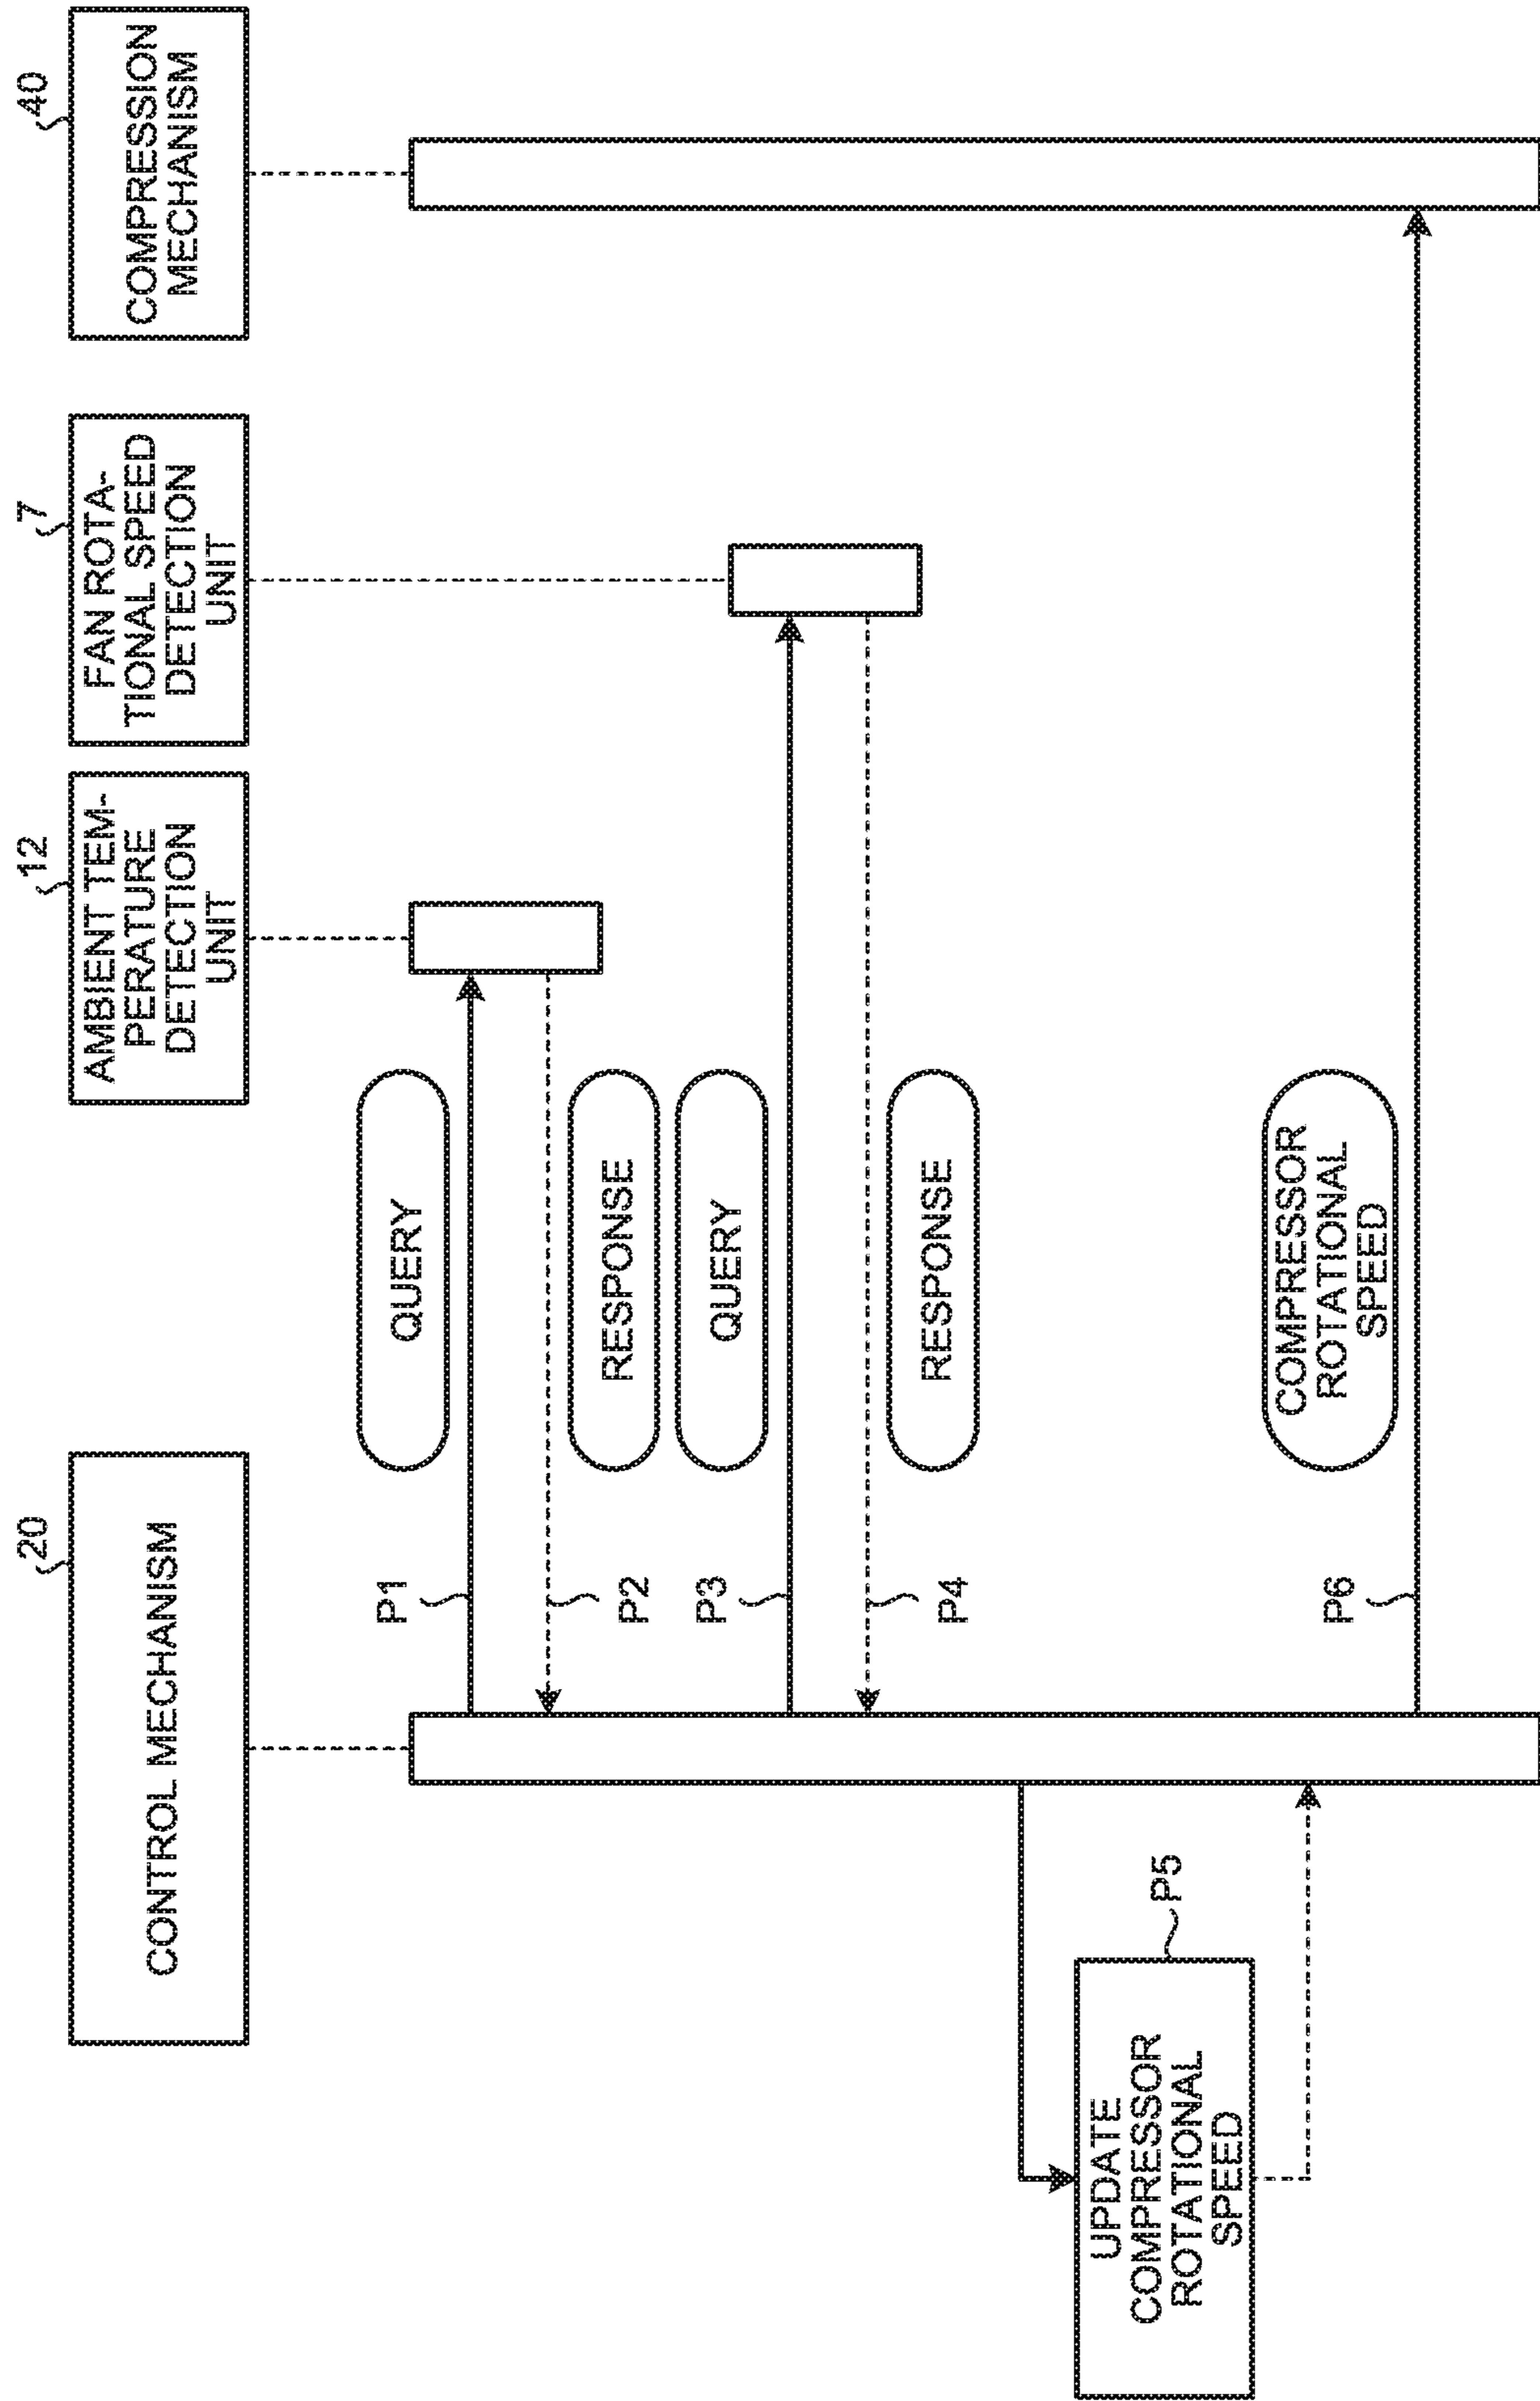 20
12
7
40
CONTROL MECHANISM
AMBIENT TEM-
PERATURE
DETECTION
UNIT
FAN ROTA-
TIONAL SPEED
DETECTION
UNIT
COMPRESSION
MECHANISM
P1
QUERY
P2
RESPONSE
P3
QUERY
P4
RESPONSE
UPDATE
COMPRESSOR
ROTATIONAL
SPEED
P5
P6
COMPRESSOR
ROTATIONAL
SPEED